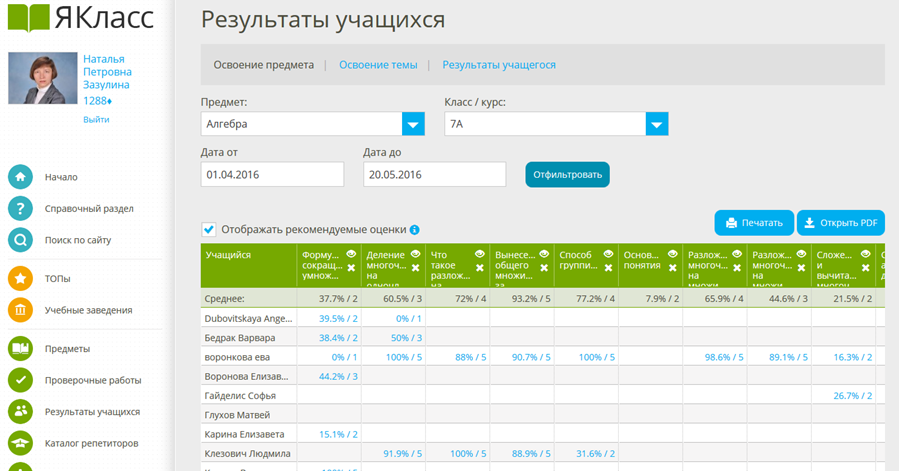 ЯКласс
Наталья
Петровна
Зазулина
1288♦
Выйти
Начало
Справочный раздел
Поиск по сайту
ТОПы
Учебные заведения
Предметы
Проверочные работы
Результаты учащихся
Каталог репетиторов
Результаты учащихся
Освоение предмета | Освоение темы | Результаты учащегося
Предмет: Класс / курс:
Алгебра 7А
Дата от Дата до
01.04.2016 20.05.2016 Отфильтровать
Отображать рекомендуемые оценки Печатать Открыть PDF
Учащийся Форму... Деление Что Вынесе... Способ Основ... Разлож... Разлож... Сложе...
сокращ... многоч... такое общего группи... понятия многоч... многоч... и
умнож... на разлож... множи... на на вычита...
Среднее: 37.7% / 2 60.5% / 3 72% / 4 93.2% / 5 77.2% / 4 7.9% / 2 65.9% / 4 44.6% / 3 21.5% / 2
Dubovitskaya Ange... 39.5% / 2 0% / 1
Бедрак Варвара 38.4% / 2 50% / 3
воронкова ева 0% / 1 100% / 5 88% / 5 90.7% / 5 100% / 5 98.6% / 5 89.1% / 5 16.3% / 2
Воронова Елизав... 44.2% / 3
Гайделис Софья 26.7% / 2
Глухов Матвей
Карина Елизавета 15.1% / 2
Клезович Людмила 91.9% / 5 100% / 5 88.9% / 5 31.6% / 2